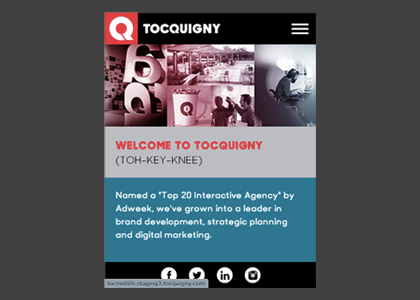 TOCQUIGNY
WELCOME TO TOCQUIGNY
(TOH-KEY-KNEE)
Named a "Top 20 Interactive Agency" by
Adweek, we've grown into a leader in
brand development, strategic planning
and digital marketing.
tocmobile.staging1.tocquigny.com